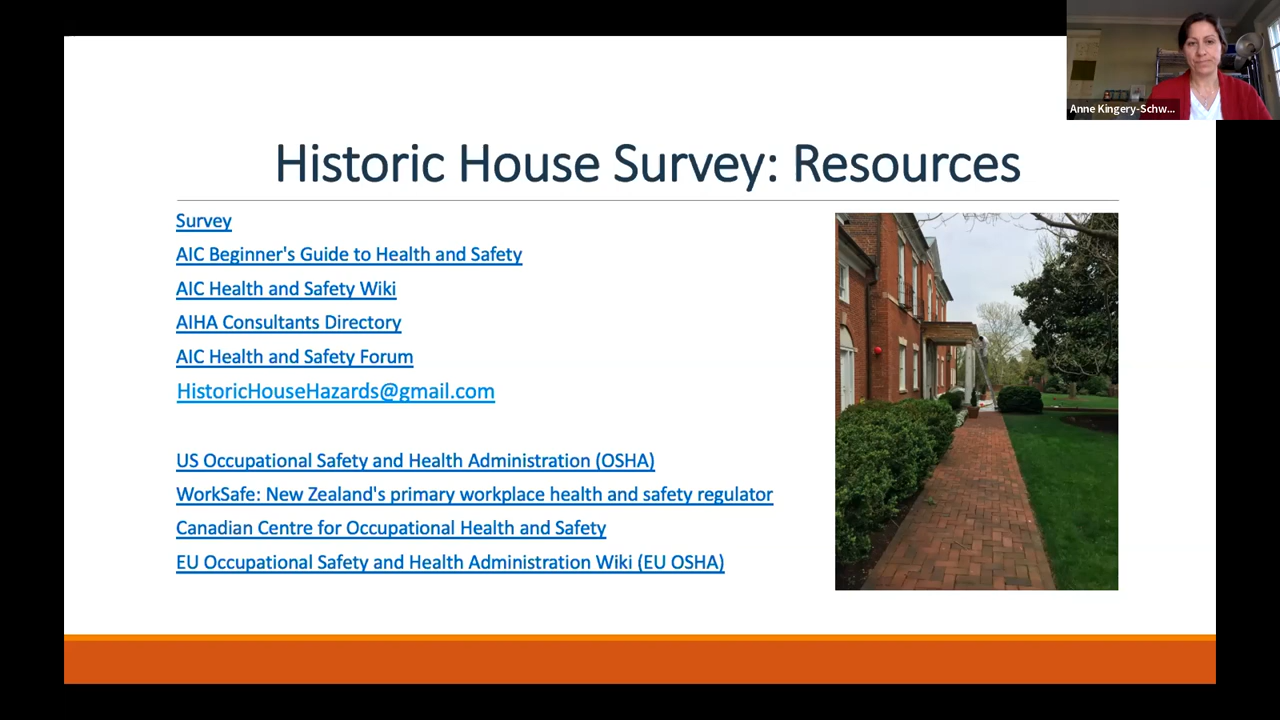 Anne Kingery-Schw...
Historic House Survey: Resources
Survey
AIC Beginner's Guide to Health and Safety
AIC Health and Safety Wiki
AIHA Consultants Directory
AIC Health and Safety Forum
HistoricHouseHazards@gmail.com
US Occupational Safety and Health Administration (OSHA)
WorkSafe: New Zealand's primary workplace health and safety regulator
Canadian Centre for Occupational Health and Safety
EU Occupational Safety and Health Administration Wiki (EU OSHA)